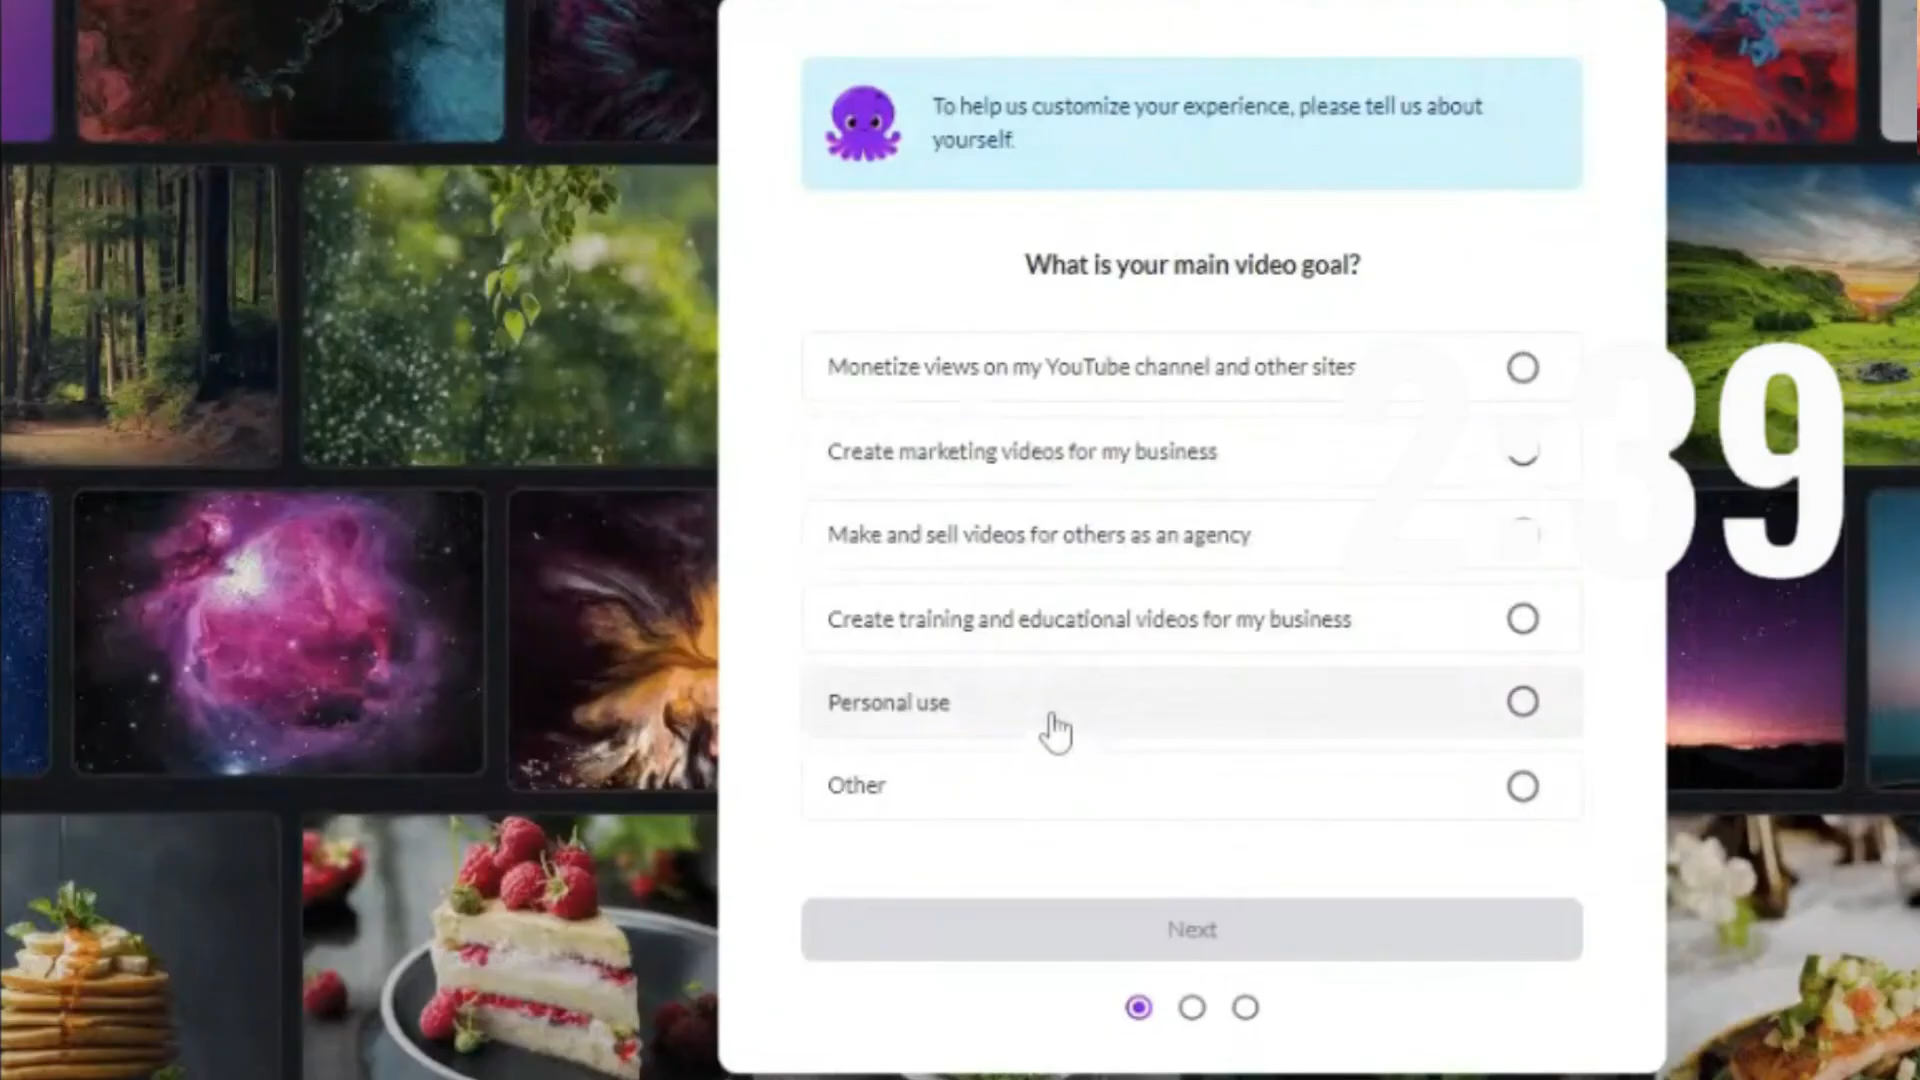 To help us customize your experience, please tell us about
yourself.
What is your main video goal?
Monetize views on my YouTube channel and other sites
Create marketing videos for my business
Make and sell videos for others as an agency
Create training and educational videos for my business
Personal use
Other
Next
2:39